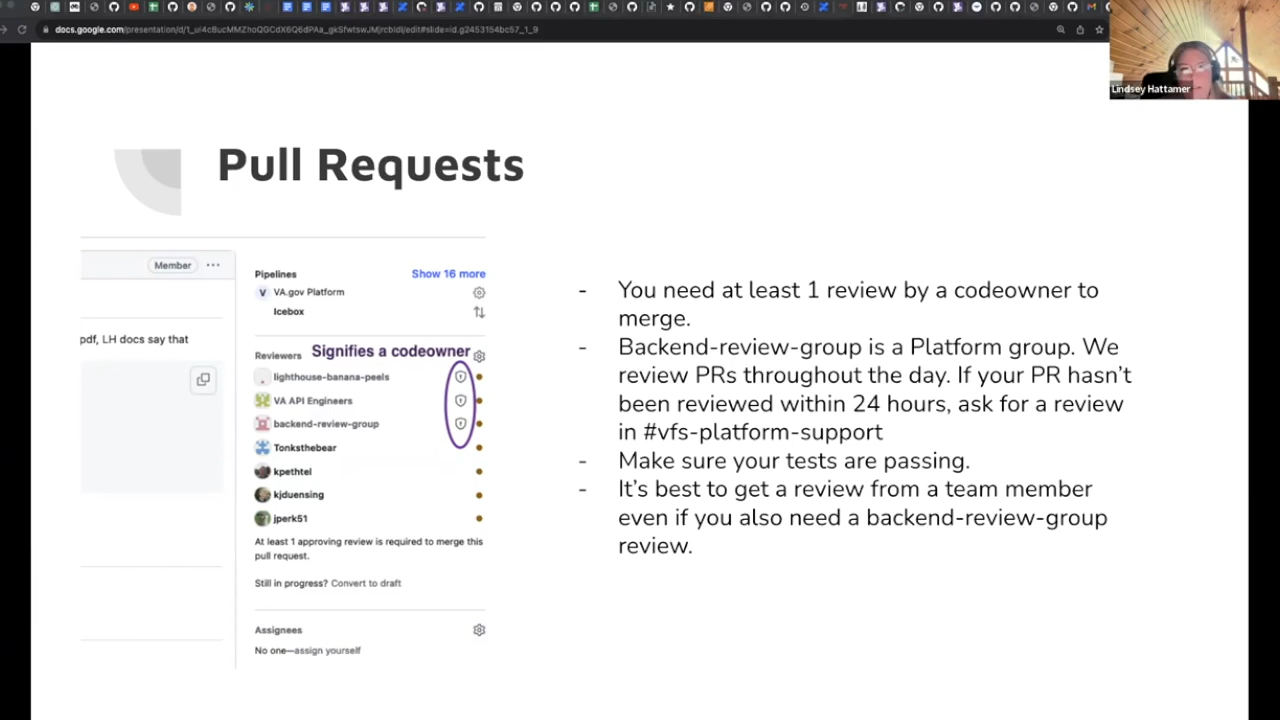 Lindsey Hattamer
Pull Requests
Member
pdf, LH docs say that
Pipelines
Show 16 more
V VA.gov Platform
Icebox
Reviewers
Signifies a codeowner
lighthouse-banana-peels
VA API Engineers
backend-review-group
Tonksthebear
kpethtel
kjduensing
jperk51
At least 1 approving review is required to merge this
pull request.
Still in progress? Convert to draft
Assignees
No one—assign yourself
- You need at least 1 review by a codeowner to
merge.
- Backend-review-group is a Platform group. We
review PRs throughout the day. If your PR hasn’t
been reviewed within 24 hours, ask for a review
in #vfs-platform-support
- Make sure your tests are passing.
- It’s best to get a review from a team member
even if you also need a backend-review-group
review.